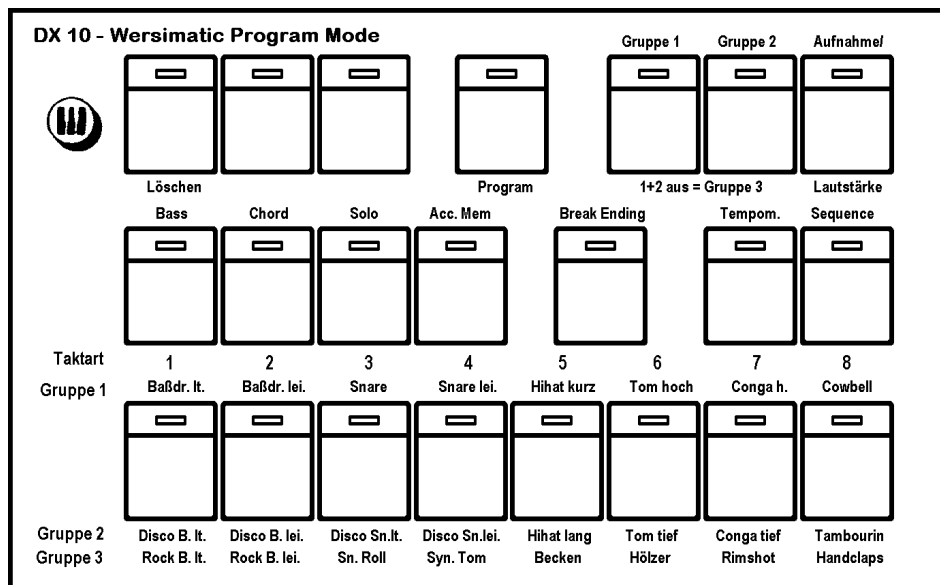 DX 10 - Wersimatic Program Mode
Gruppe 1 Gruppe 2 Aufnahme/
Löschen Program 1+2 aus = Gruppe 3 Lautstärke
Bass Chord Solo Acc. Mem Break Ending Tempom. Sequence
Taktart 1 2 3 4 5 6 7 8
Gruppe 1 Baßdr. lt. Baßdr. lei. Snare Snare lei. Hihat kurz Tom hoch Conga h. Cowbell
Gruppe 2 Disco B. lt. Disco B. lei. Disco Sn.lt. Disco Sn.lei. Hihat lang Tom tief Conga tief Tambourin
Gruppe 3 Rock B. lt. Rock B. lei. Sn. Roll Syn. Tom Becken Hölzer Rimshot Handclaps